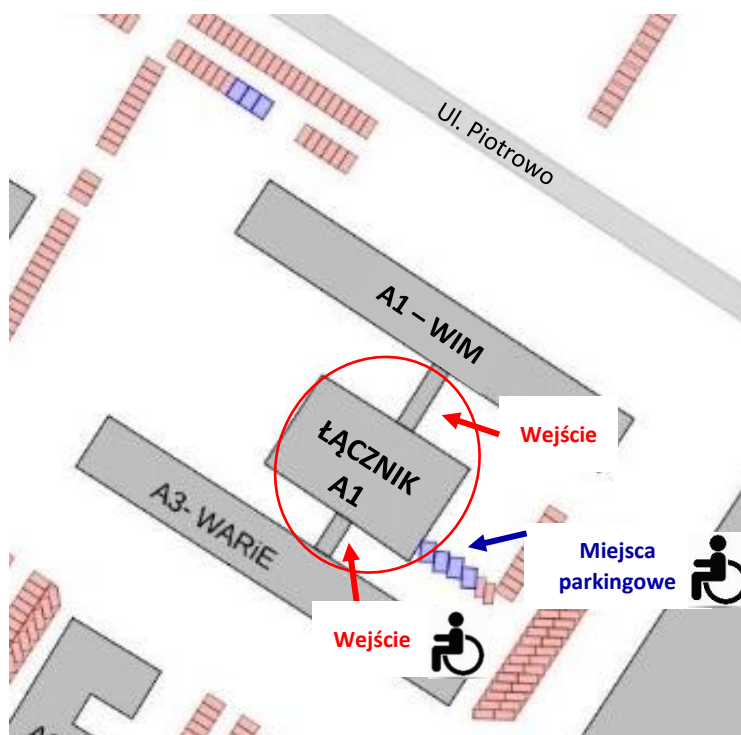 Ul. Piotrowo
A1 – WIM
Wejście
ŁĄCZNIK
A1
A3- WARiE
Miejsca
parkingowe
Wejście